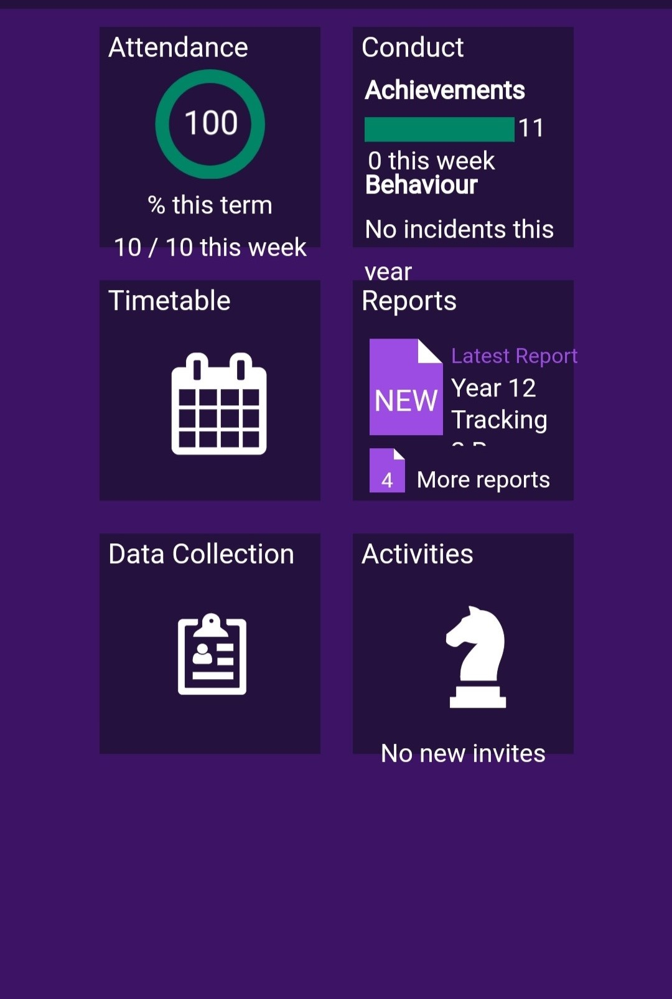 Attendance
100
% this term
10 / 10 this week
Conduct
Achievements
11
0 this week
Behaviour
No incidents this
year
Timetable
Reports
NEW
Latest Report
Year 12
Tracking
4
More reports
Data Collection
Activities
No new invites